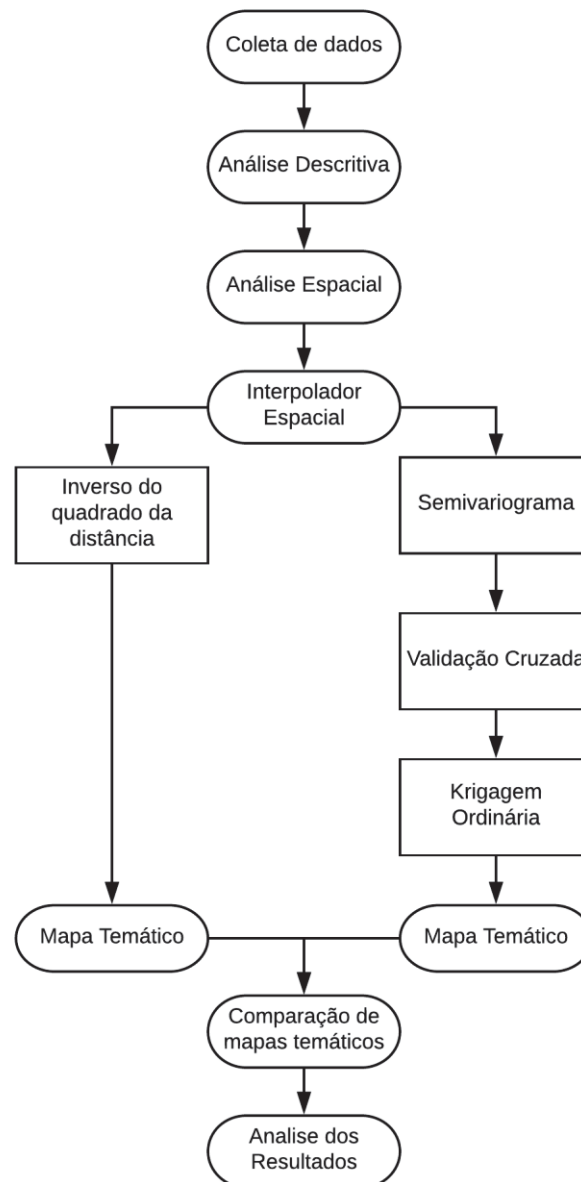 Coleta de dados
Análise Descritiva
Análise Espacial
Interpolador
Espacial
Inverso do
quadrado da
distância
Semivariograma
Validação Cruzada
Krigagem
Ordinária
Mapa Temático
Mapa Temático
Comparação de
mapas temáticos
Analise dos
Resultados